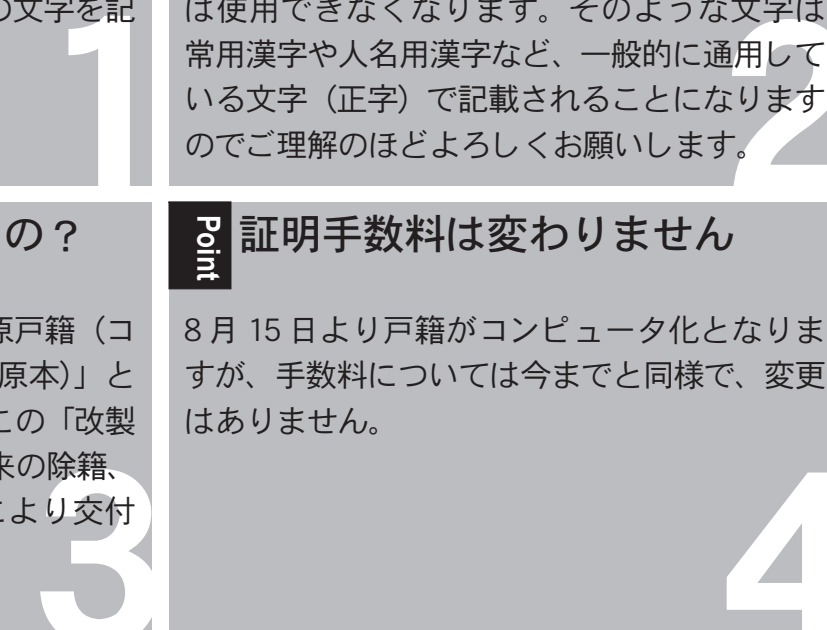 の文字を記
1
は使用できなくなります。そのような文字は
常用漢字や人名用漢字など、一般的に通用して
いる文字（正字）で記載されることになります
のでご理解のほどよろしくお願いします。
2
の？
原戸籍（コ
原本）」と
この「改製
来の除籍、
により交付
3
Point
証明手数料は変わりません
8月15日より戸籍がコンピュータ化となりま
すが、手数料については今までと同様で、変更
はありません。
4